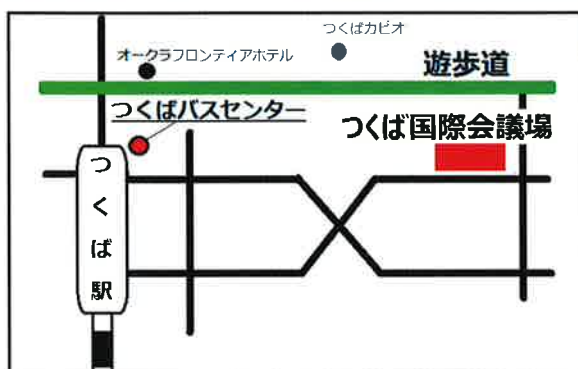 つくばカピオ
オークラフロンティアホテル
遊歩道
つくばバスセンター
つくば国際会議場
つくば駅